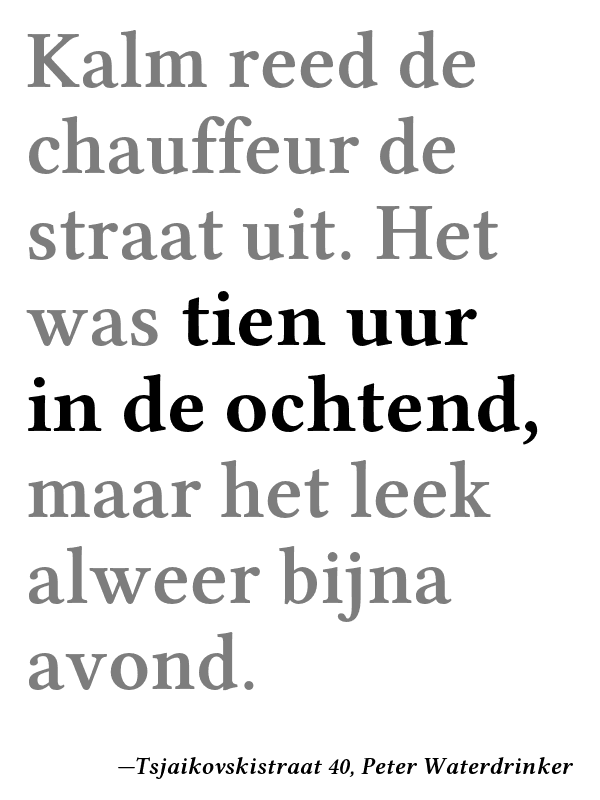 Kalm reed de
chauffeur de
straat uit. Het
was tien uur
in de ochtend,
maar het leek
alweer bijna
avond.
—Tsjaikovskistraat 40, Peter Waterdrinker